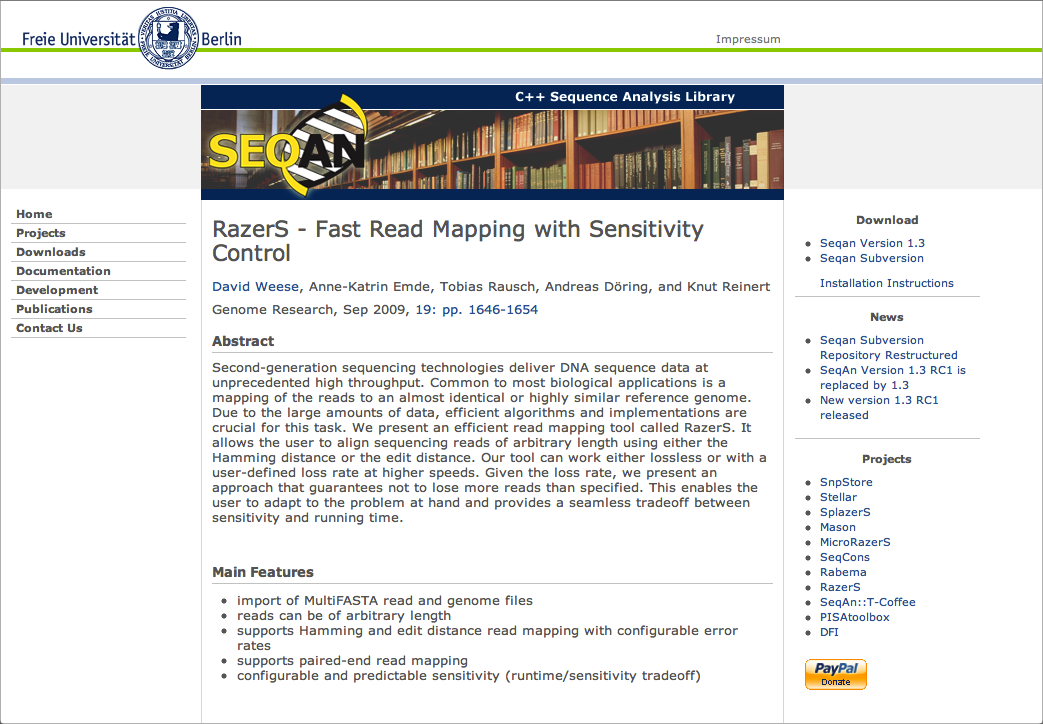 Freie Universität Berlin
VERITAS IUSTITIA LIBERTAS
FREIE UNIVERSITÄT BERLIN
Impressum
C++ Sequence Analysis Library
SEQAN
Home
Projects
Downloads
Documentation
Development
Publications
Contact Us
RazerS - Fast Read Mapping with Sensitivity
Control
David Weese, Anne-Katrin Emde, Tobias Rausch, Andreas Döring, and Knut Reinert
Genome Research, Sep 2009, 19: pp. 1646-1654
Abstract
Second-generation sequencing technologies deliver DNA sequence data at
unprecedented high throughput. Common to most biological applications is a
mapping of the reads to an almost identical or highly similar reference genome.
Due to the large amounts of data, efficient algorithms and implementations are
crucial for this task. We present an efficient read mapping tool called RazerS. It
allows the user to align sequencing reads of arbitrary length using either the
Hamming distance or the edit distance. Our tool can work either lossless or with a
user-defined loss rate at higher speeds. Given the loss rate, we present an
approach that guarantees not to lose more reads than specified. This enables the
user to adapt to the problem at hand and provides a seamless tradeoff between
sensitivity and running time.
Main Features
import of MultiFASTA read and genome files
reads can be of arbitrary length
supports Hamming and edit distance read mapping with configurable error
rates
supports paired-end read mapping
configurable and predictable sensitivity (runtime/sensitivity tradeoff)
Download
Seqan Version 1.3
Seqan Subversion
Installation Instructions
News
Seqan Subversion
Repository Restructured
SeqAn Version 1.3 RC1 is
replaced by 1.3
New version 1.3 RC1
released
Projects
SnpStore
Stellar
SplazerS
Mason
MicroRazerS
SeqCons
Rabema
RazerS
SeqAn::T-Coffee
PISAtoolbox
DFI
PayPal
Donate